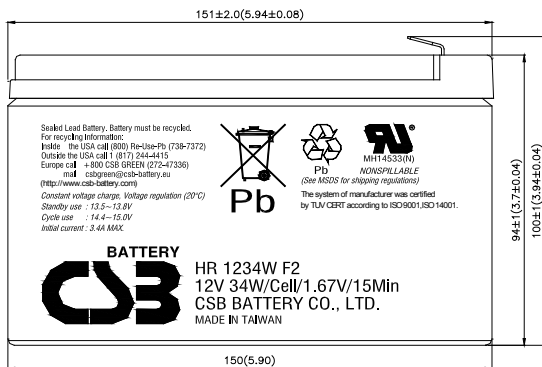 151±2.0(5.94±0.08)
Sealed Lead Battery. Battery must be recycled.
For recycling information:
Inside the USA call (800) Re-Use-Pb (738-7372)
Outside the USA call 1 (817) 244-4415
Europe call +800 CSB GREEN (272-47336)
mail csbgreen@csb-battery.eu
(http://www.csb-battery.com)
Constant voltage charge, Voltage regulation (20°C)
Standby use : 13.5~13.8V
Cycle use : 14.4~15.0V
Initial current : 3.4A MAX.
Pb
Pb
MH14533(N)
NONSPILLABLE
(See MSDS for shipping regulations)
The system of manufacturer was certified
by TUV CERT according to ISO9001,ISO14001.
BATTERY
CSB
HR 1234W F2
12V 34W/Cell/1.67V/15Min
CSB BATTERY CO., LTD.
MADE IN TAIWAN
94±1(3.7±0.04)
100±1(3.94±0.04)
150(5.90)